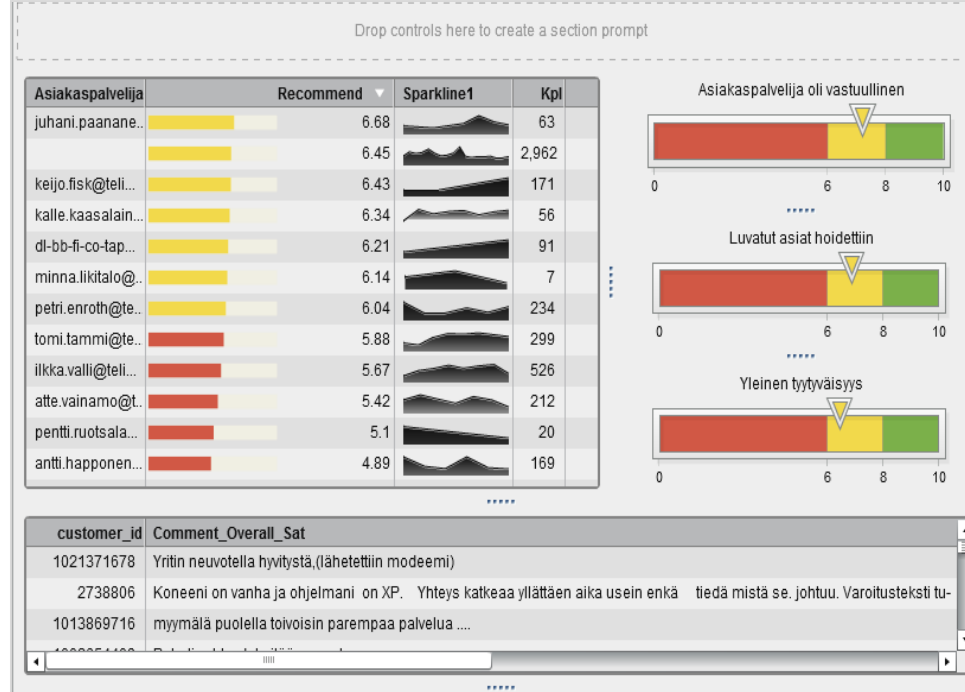 Drop controls here to create a section prompt
Asiakaspalvelija Recommend Sparkline1 Kpl
juhani.paanane.. 6.68 63
6.45 2,962
keijo.fisk@teli... 6.43 171
kalle.kaasalain... 6.34 56
dl-bb-fi-co-tap... 6.21 91
minna.likitalo@.. 6.14 7
petri.enroth@te.. 6.04 234
tomi.tammi@te.. 5.88 299
ilkka.valli@teli... 5.67 526
atte.vainamo@t.. 5.42 212
pentti.ruotsala... 5.1 20
antti.happonen... 4.89 169
Asiakaspalvelija oli vastuullinen
0 6 8 10
Luvatut asiat hoidettiin
0 6 8 10
Yleinen tyytyväisyys
0 6 8 10
customer_id Comment_Overall_Sat
1021371678 Yritin neuvotella hyvitystä,(lähetettiin modeemi)
2738806 Koneeni on vanha ja ohjelmani on XP. Yhteys katkeaa yllättäen aika usein enkä tiedä mistä se. johtuu. Varoitusteksti tu-
1013869716 myymälä puolella toivoisin parempaa palvelua ....